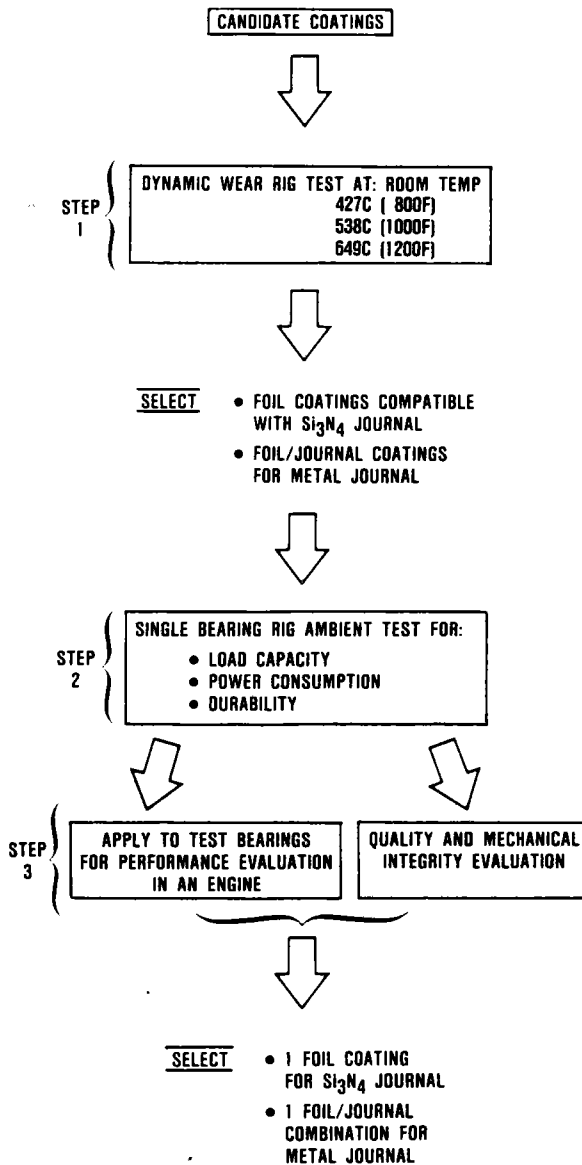 CANDIDATE COATINGS
STEP
1
DYNAMIC WEAR RIG TEST AT: ROOM TEMP
427C ( 800F)
538C (1000F)
649C (1200F)
SELECT
• FOIL COATINGS COMPATIBLE
WITH Si₃N₄ JOURNAL
• FOIL/JOURNAL COATINGS
FOR METAL JOURNAL
STEP
2
SINGLE BEARING RIG AMBIENT TEST FOR:
• LOAD CAPACITY
• POWER CONSUMPTION
• DURABILITY
STEP
3
APPLY TO TEST BEARINGS
FOR PERFORMANCE EVALUATION
IN AN ENGINE
QUALITY AND MECHANICAL
INTEGRITY EVALUATION
SELECT
• 1 FOIL COATING
FOR Si₃N₄ JOURNAL
• 1 FOIL/JOURNAL
COMBINATION FOR
METAL JOURNAL